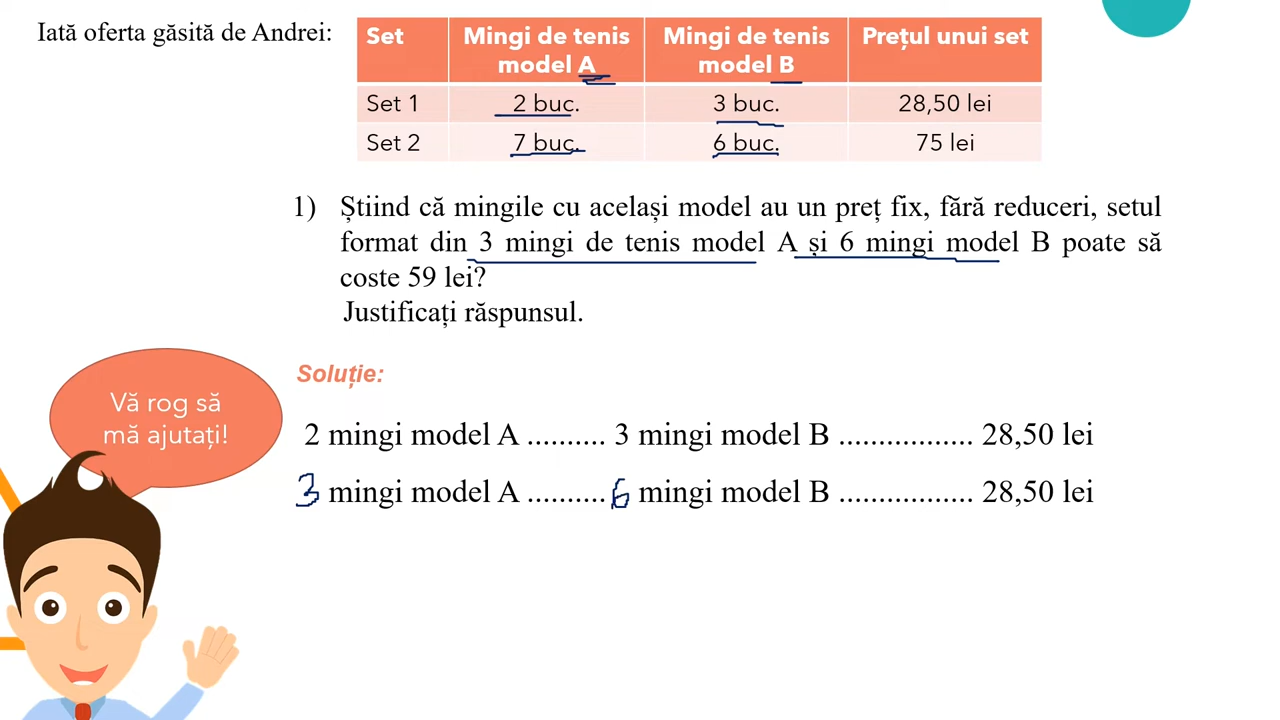 Iată oferta găsită de Andrei:
Set Mingi de tenis model A Mingi de tenis model B Prețul unui set
Set 1 2 buc. 3 buc. 28,50 lei
Set 2 7 buc. 6 buc. 75 lei
1) Știind că mingile cu același model au un preț fix, fără reduceri, setul
format din 3 mingi de tenis model A și 6 mingi model B poate să
coste 59 lei?
Justificați răspunsul.
Soluție:
Vă rog să
mă ajutați!
2 mingi model A .......... 3 mingi model B ................. 28,50 lei
3 mingi model A .......... 6 mingi model B ................. 28,50 lei